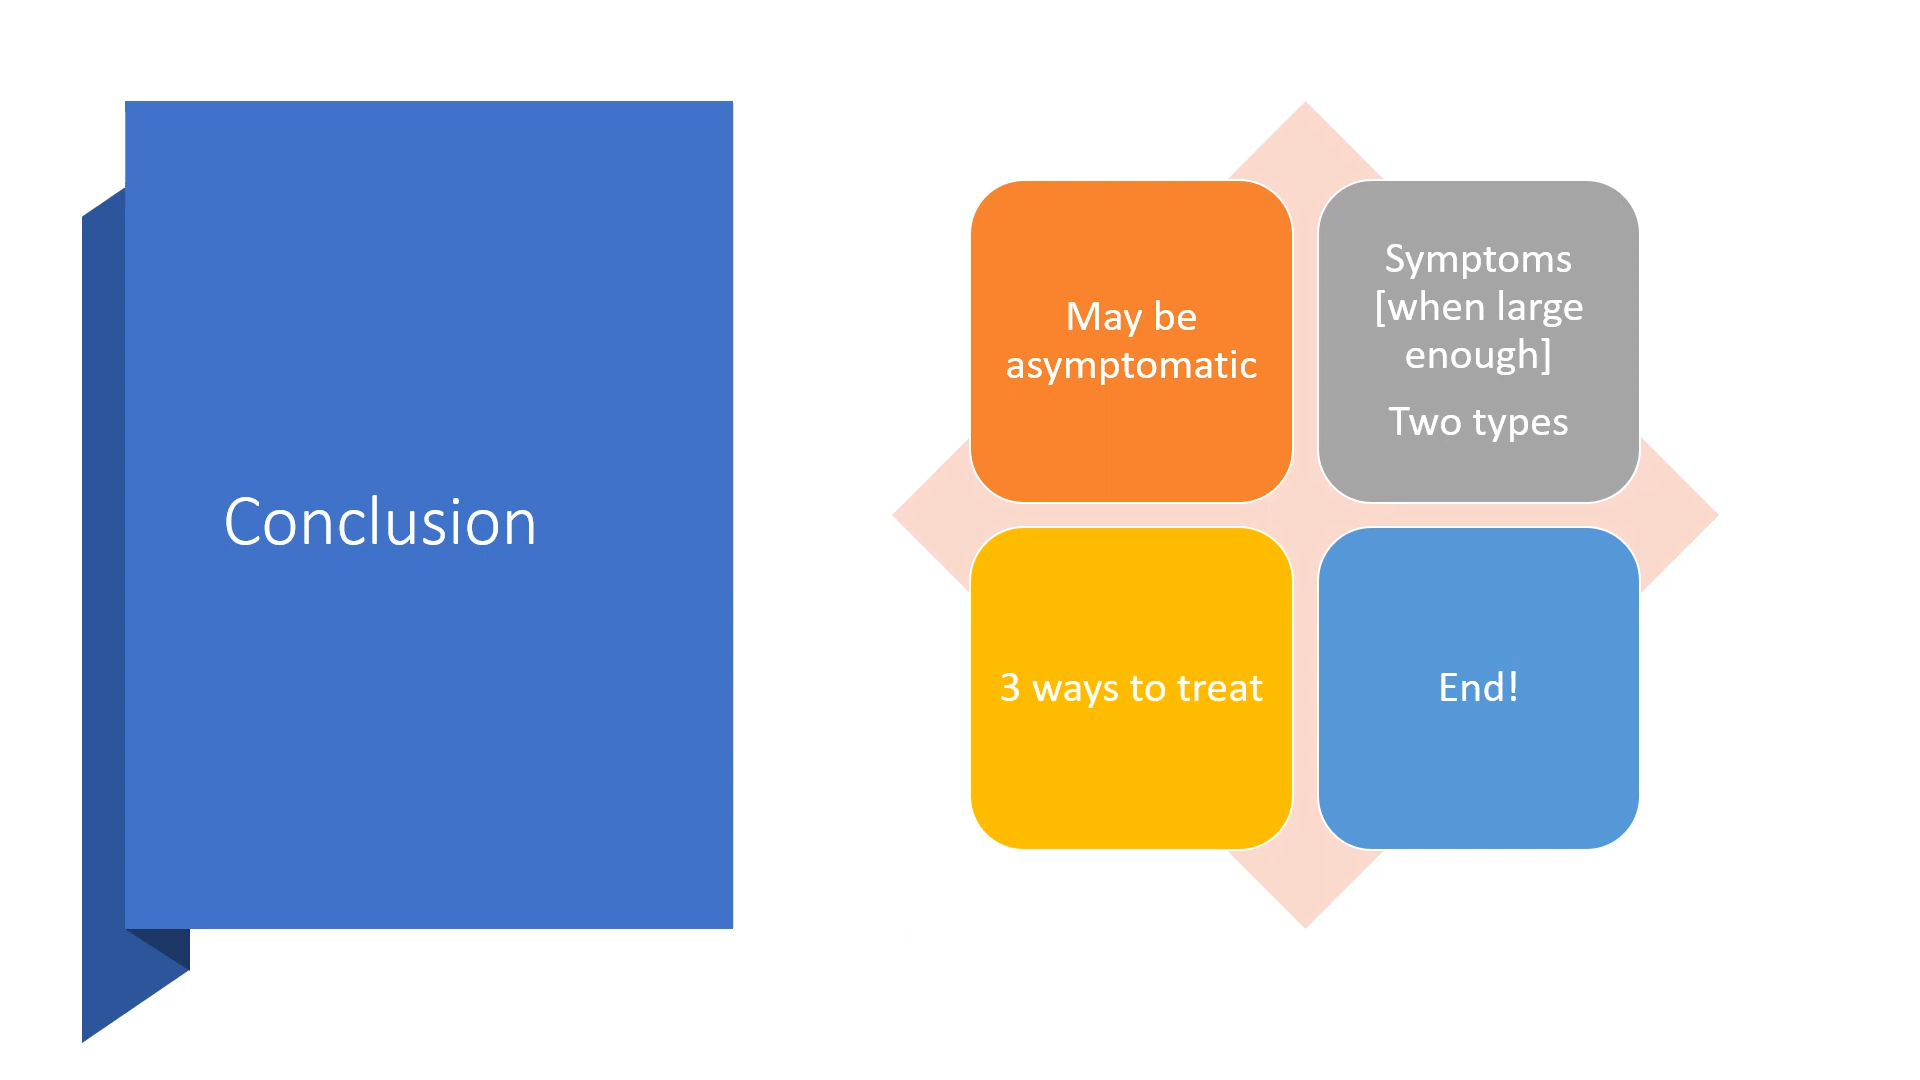 Conclusion
May be
asymptomatic
Symptoms
[when large
enough]
Two types
3 ways to treat
End!